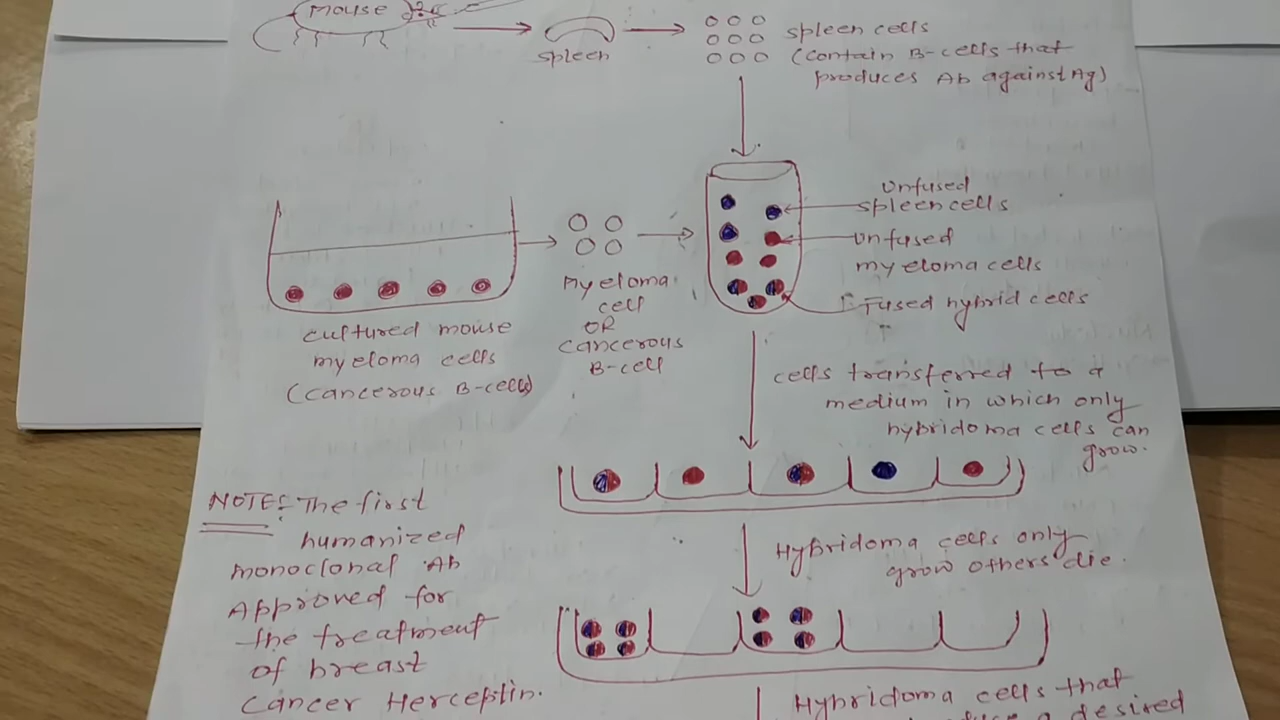 Mouse
spleen
spleen cells
(contain B-cells that
produces Ab against Ag)
Unfused
spleen cells
Unfused
myeloma cells
Fused hybrid cells
Myeloma
cell
OR
cancerous
B-cell
cultured mouse
myeloma cells
(cancerous B-cells)
cells transferred to a
medium in which only
hybridoma cells can
grow.
Hybridoma cells only
grow others die.
NOTE: The first
humanized
monoclonal Ab
Approved for
the treatment
of breast
cancer Herceptin.
Hybridoma cells that
a desired